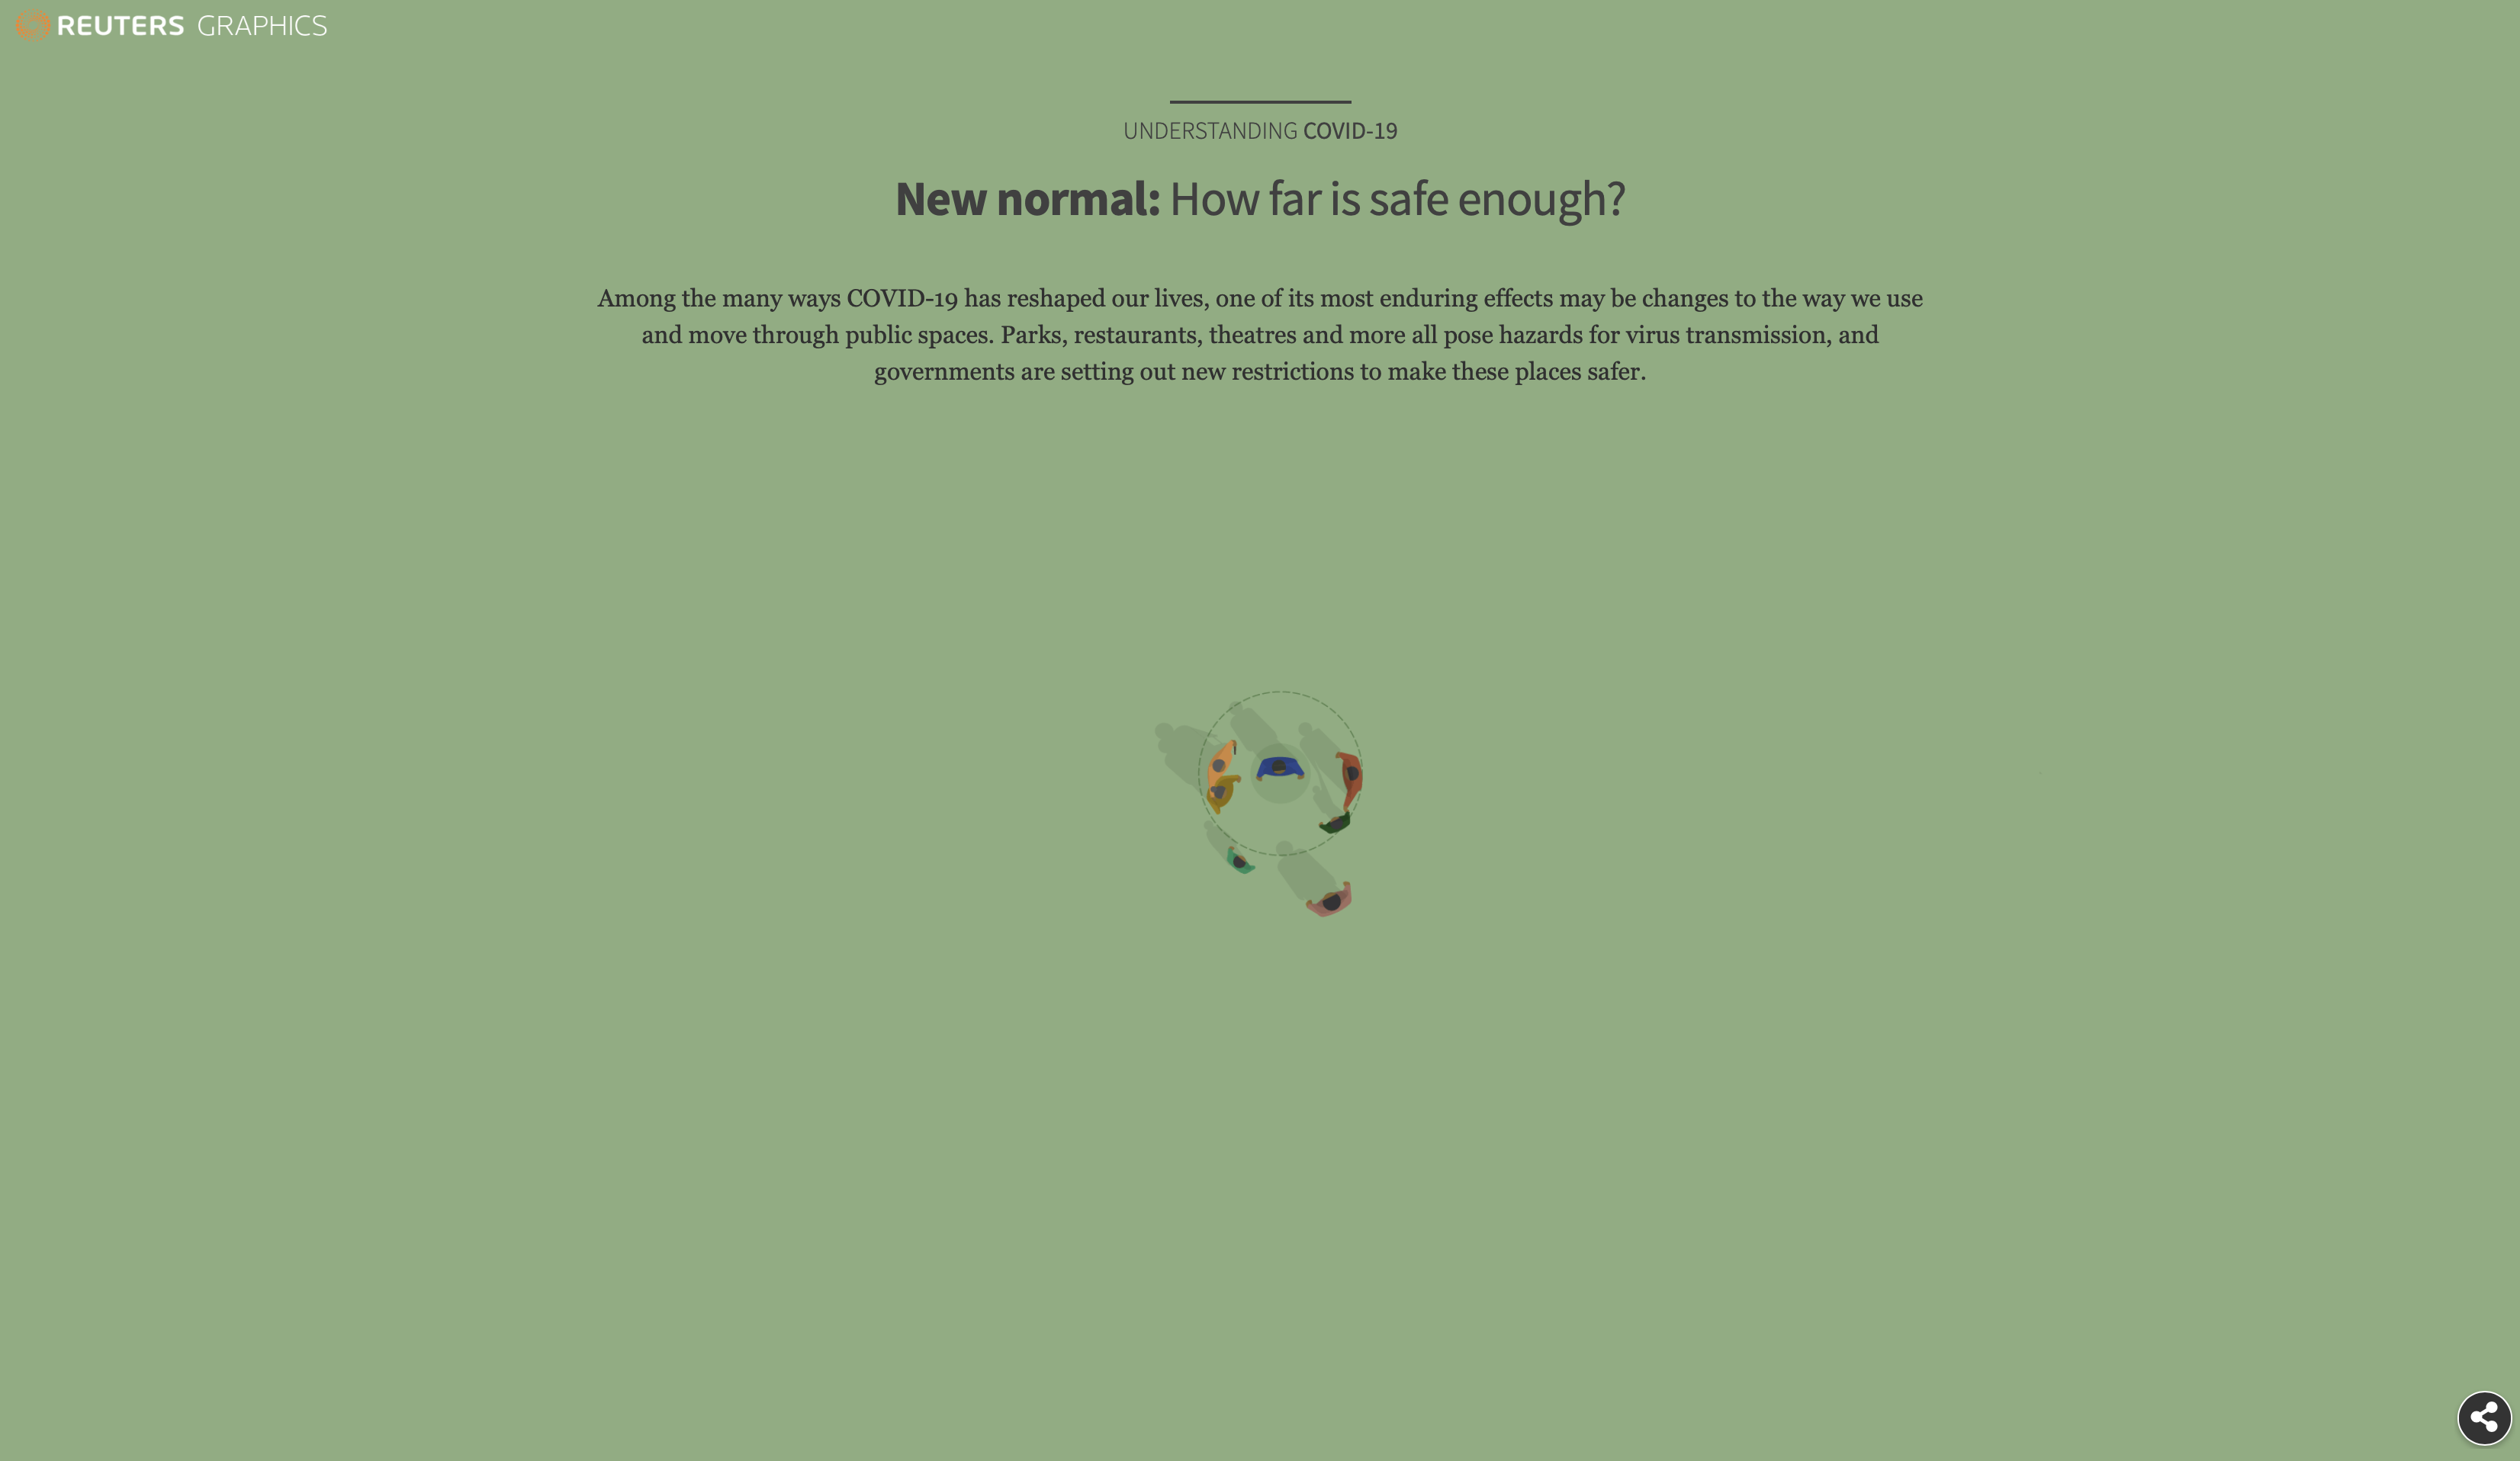 REUTERS GRAPHICS
UNDERSTANDING COVID-19
New normal: How far is safe enough?
Among the many ways COVID-19 has reshaped our lives, one of its most enduring effects may be changes to the way we use
and move through public spaces. Parks, restaurants, theatres and more all pose hazards for virus transmission, and
governments are setting out new restrictions to make these places safer.